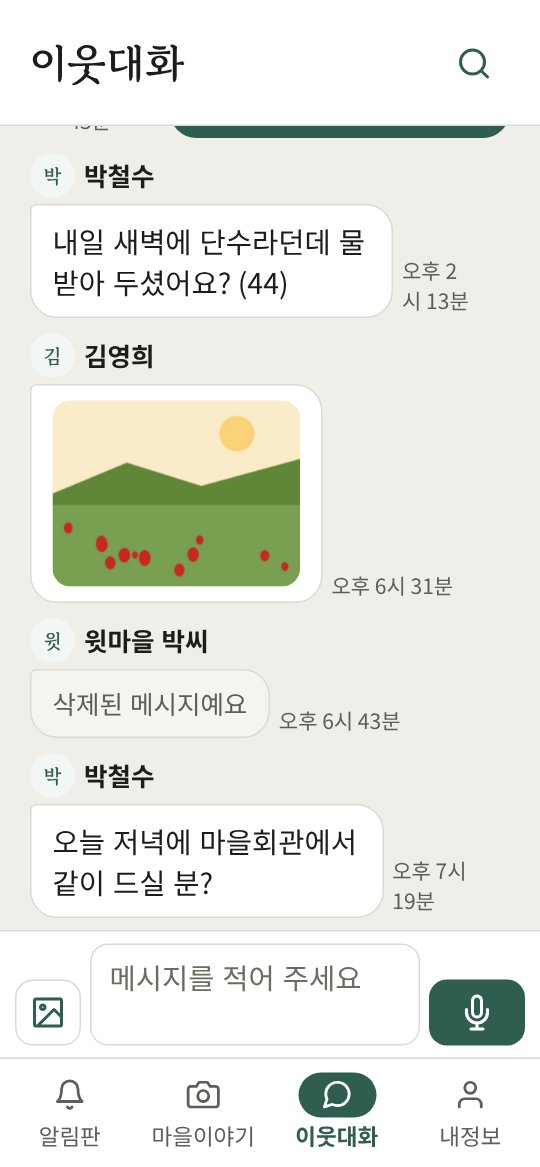 이웃대화
박
박철수
내일 새벽에 단수라던데 물
받아 두셨어요? (44)
오후 2
시 13분
김
김영희
오후 6시 31분
윗
윗마을 박씨
삭제된 메시지예요
오후 6시 43분
박
박철수
오늘 저녁에 마을회관에서
같이 드실 분?
오후 7시
19분
메시지를 적어 주세요
알림판
마을이야기
이웃대화
내정보